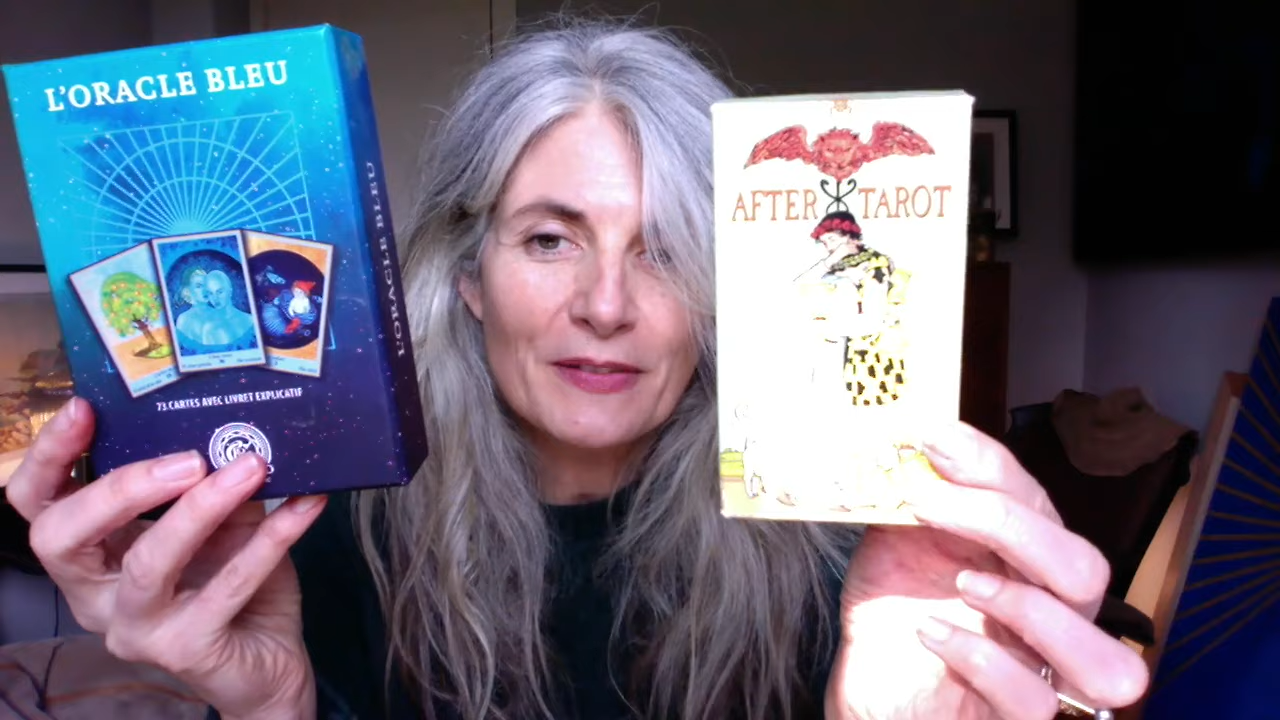 L'ORACLE BLEU
73 CARTES AVEC LIVRET EXPLICATIF
L'ORACLE BLEU
AFTER TAROT